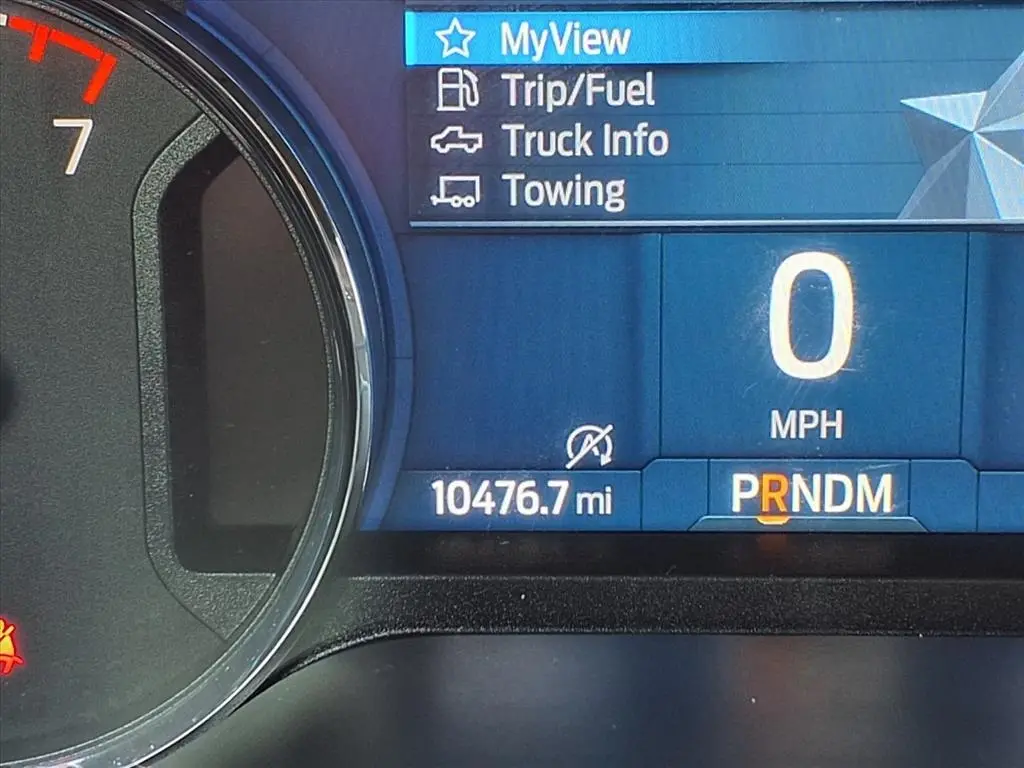 7
MyView
Trip/Fuel
Truck Info
Towing
0
MPH
10476.7 mi
PRNDM